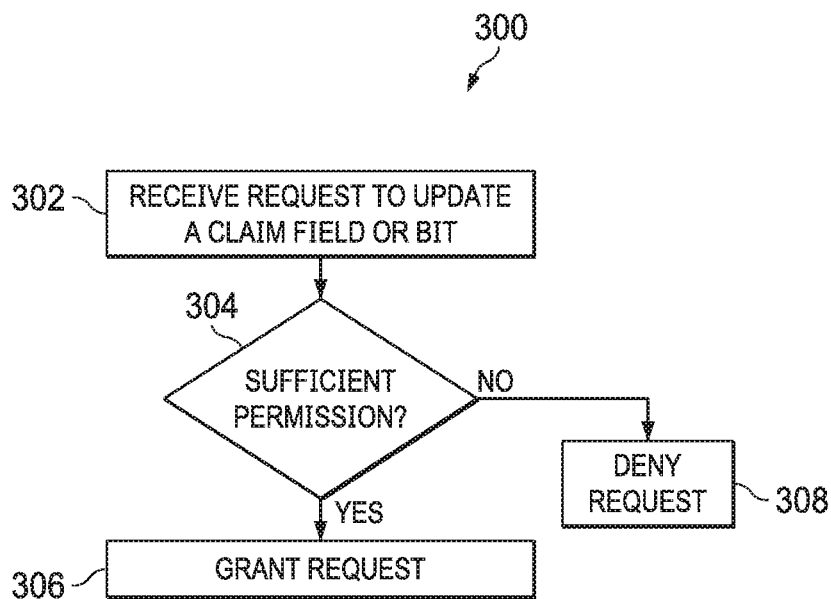 300
302
RECEIVE REQUEST TO UPDATE
A CLAIM FIELD OR BIT
304
SUFFICIENT
PERMISSION?
NO
DENY
REQUEST
308
YES
306
GRANT REQUEST